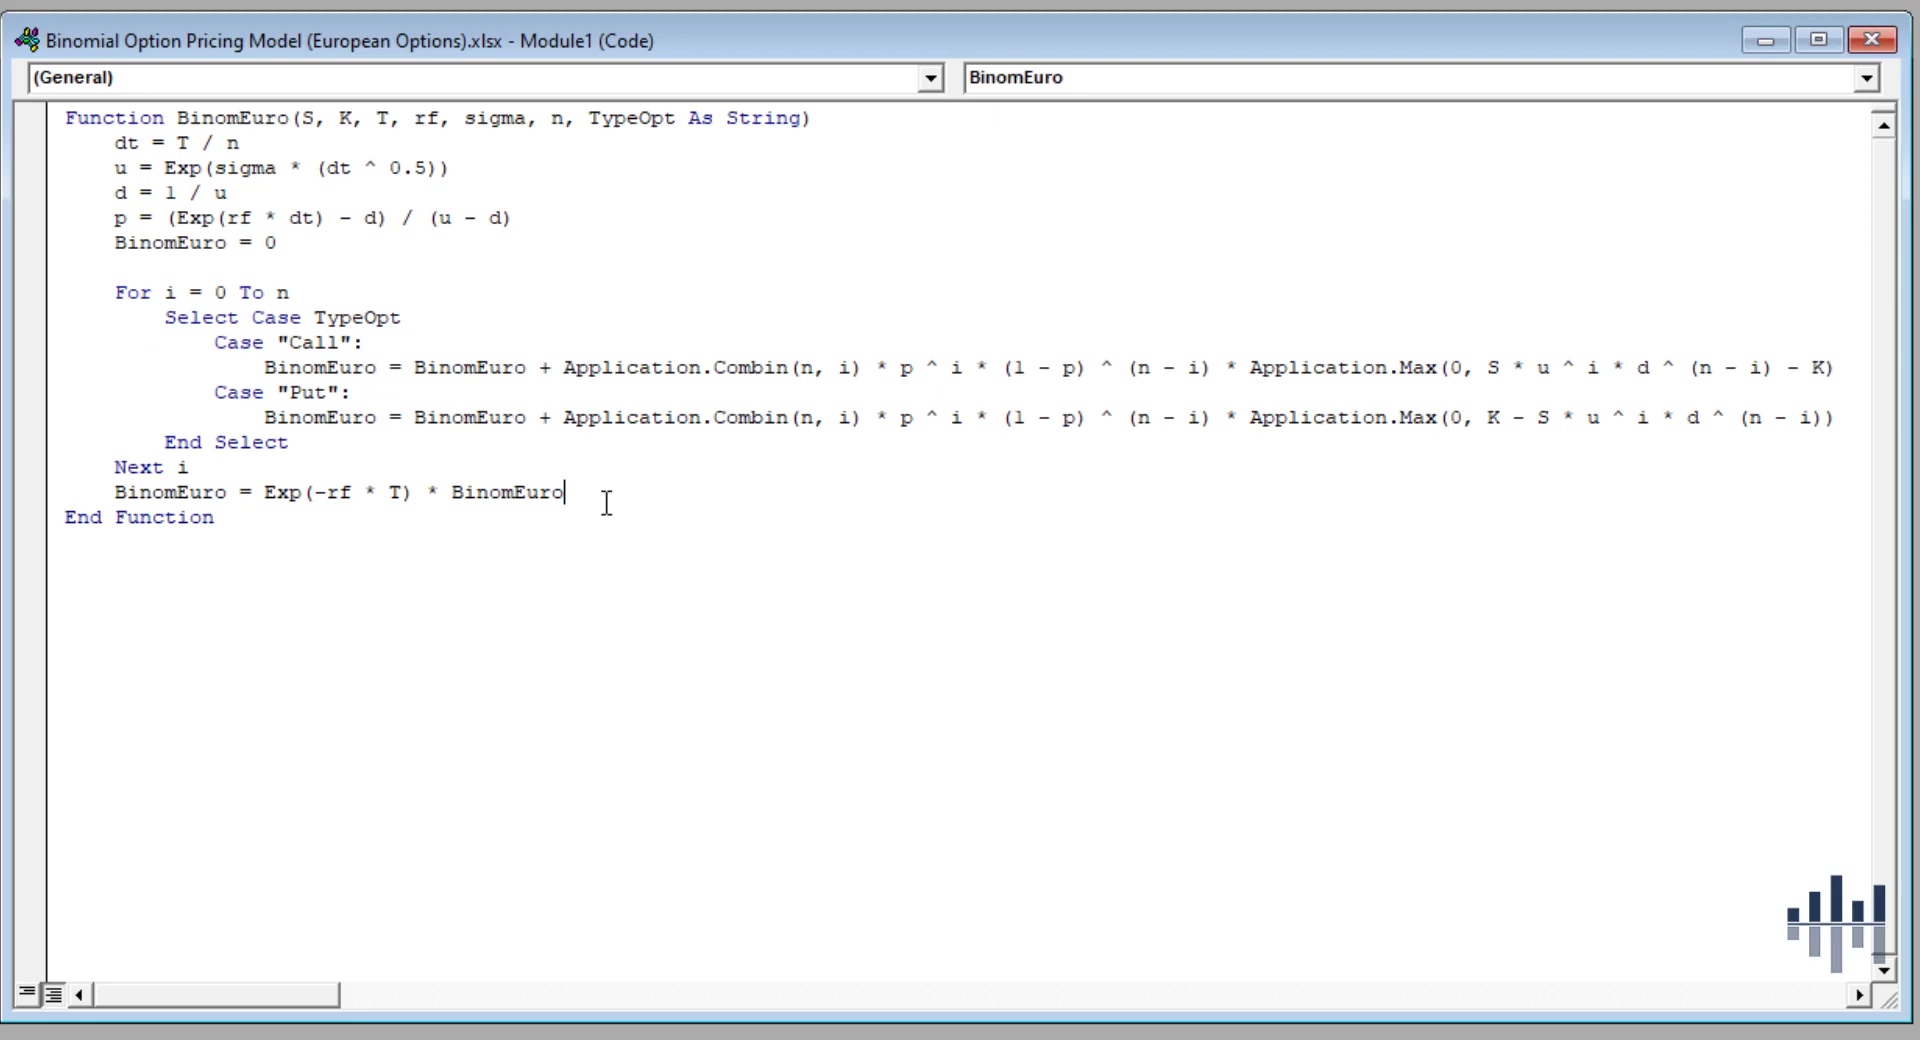 Binomial Option Pricing Model (European Options).xlsx - Module1 (Code)
(General) BinomEuro
Function BinomEuro(S, K, T, rf, sigma, n, TypeOpt As String)
    dt = T / n
    u = Exp(sigma * (dt ^ 0.5))
    d = 1 / u
    p = (Exp(rf * dt) - d) / (u - d)
    BinomEuro = 0
    For i = 0 To n
        Select Case TypeOpt
            Case "Call":
                BinomEuro = BinomEuro + Application.Combin(n, i) * p ^ i * (1 - p) ^ (n - i) * Application.Max(0, S * u ^ i * d ^ (n - i) - K)
            Case "Put":
                BinomEuro = BinomEuro + Application.Combin(n, i) * p ^ i * (1 - p) ^ (n - i) * Application.Max(0, K - S * u ^ i * d ^ (n - i))
        End Select
    Next i
    BinomEuro = Exp(-rf * T) * BinomEuro
End Function